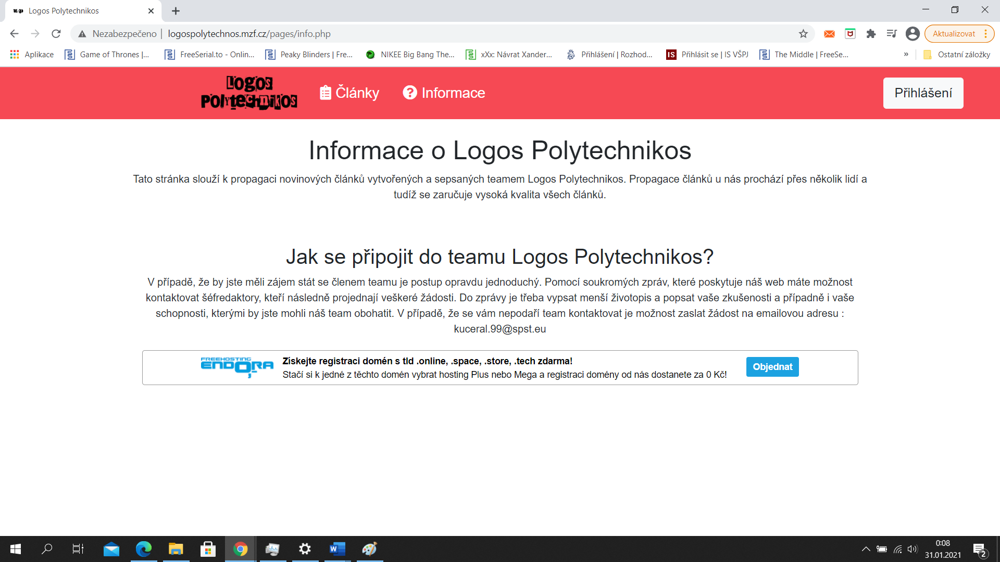 Logos Polytechnikos
Nezabezpečeno | logospolytechnos.mzf.cz/pages/info.php
Aktualizovat
Aplikace
Game of Thrones |...
FreeSerial.to - Onlin...
Peaky Blinders | Fre...
NIKEE Big Bang The...
xXx: Návrat Xander...
Přihlášení | Rozhod...
IS Přihlásit se | IS VŠPJ
The Middle | FreeSe...
»
Ostatní záložky
Logos
Polytechnikos
Články
Informace
Přihlášení
Informace o Logos Polytechnikos
Tato stránka slouží k propagaci novinových článků vytvořených a sepsaných teamem Logos Polytechnikos. Propagace článků u nás prochází přes několik lidí a
tudíž se zaručuje vysoká kvalita všech článků.
Jak se připojit do teamu Logos Polytechnikos?
V případě, že by jste měli zájem stát se členem teamu je postup opravdu jednoduchý. Pomocí soukromých zpráv, které poskytuje náš web máte možnost
kontaktovat šéfredaktory, kteří následně projednají veškeré žádosti. Do zprávy je třeba vypsat menší životopis a popsat vaše zkušenosti a případně i vaše
schopnosti, kterými by jste mohli náš team obohatit. V případě, že se vám nepodaří team kontaktovat je možnost zaslat žádost na emailovou adresu :
kuceral.99@spst.eu
FREEHOSTING
ENDORA
Získejte registraci domén s tld .online, .space, .store, .tech zdarma!
Stačí si k jedné z těchto domén vybrat hosting Plus nebo Mega a registraci domény od nás dostanete za 0 Kč!
Objednat
0:08
31.01.2021
2